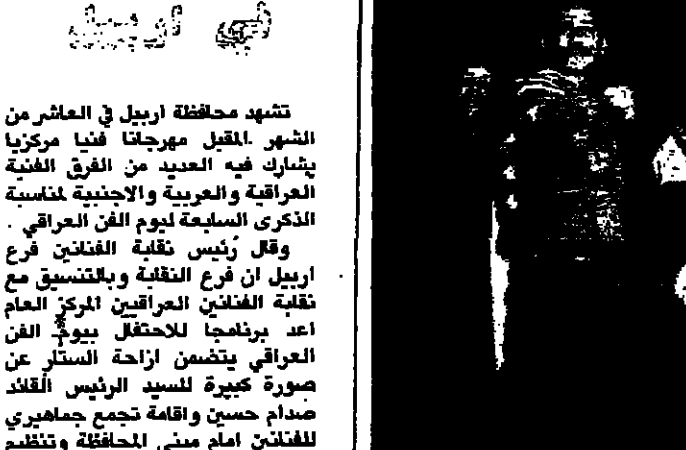 تشهد محافظة اربيل في العاشر من
الشهر المقبل مهرجانا فنيا مركزيا
يشارك فيه العديد من الفرق الفنية
العراقية والعربية والاجنبية لمناسبة
الذكرى السابعة ليوم الفن العراقي .
وقال رئيس نقابة الفنانين فرع
اربيل ان فرع النقابة وبالتنسيق مع
نقابة الفنانين العراقيين المركز العام
اعد برنامجا للاحتفال بيوم الفن
العراقي يتضمن ازاحة الستار عن
صورة كبيرة للسيد الرئيس القائد
صدام حسين واقامة تجمع جماهيري
للفنانين امام مبنى المحافظة وتنظيم